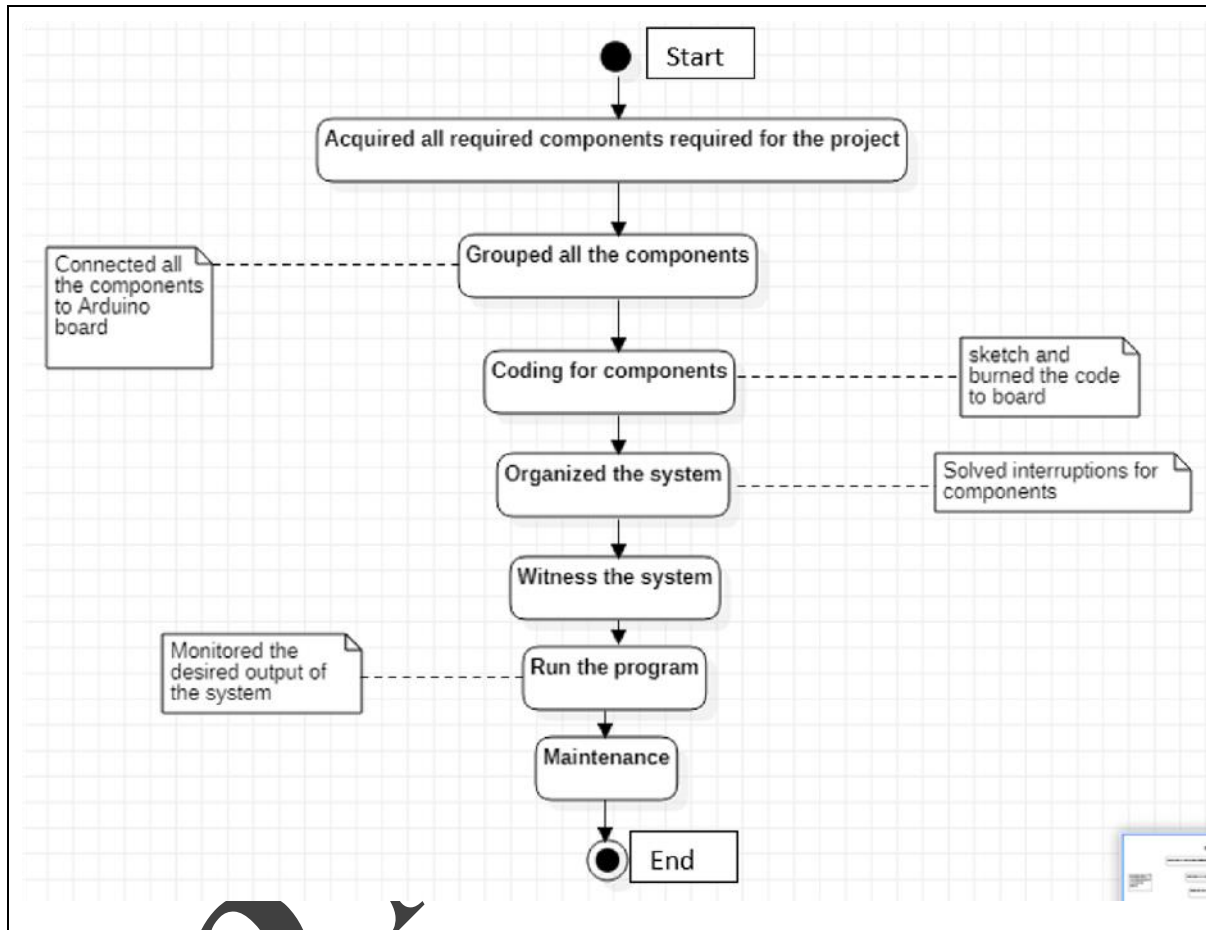 Start
Acquired all required components required for the project
Grouped all the components
Connected all
the components
to Arduino
board
Coding for components
sketch and
burned the code
to board
Organized the system
Solved interruptions for
components
Witness the system
Run the program
Monitored the
desired output of
the system
Maintenance
End